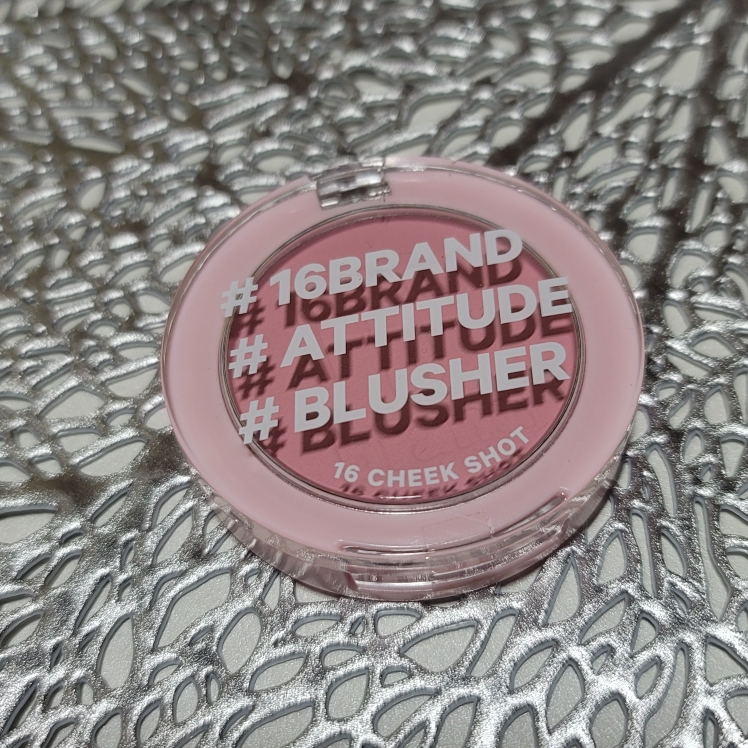 # 16BRAND
# ATTITUDE
# BLUSHER
16 CHEEK SHOT